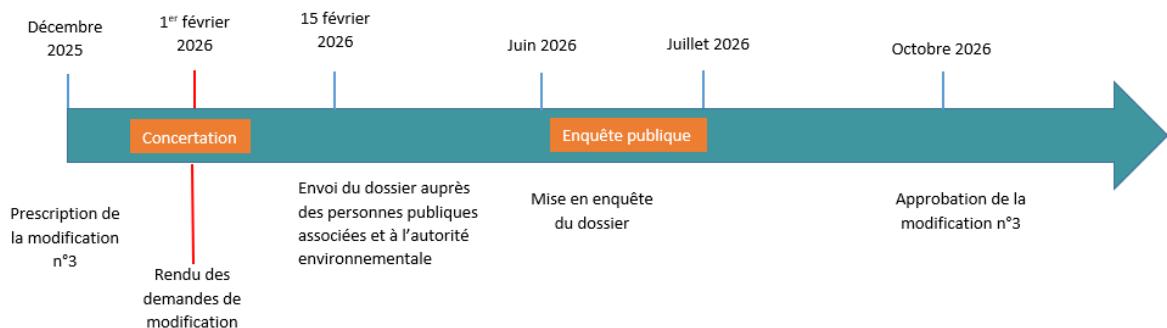 Décembre
2025
1er février
2026
15 février
2026
Juin 2026
Juillet 2026
Octobre 2026
Concertation
Enquête publique
Prescription de
la modification
n°3
Rendu des
demandes de
modification
Envoi du dossier auprès
des personnes publiques
associées et à l’autorité
environnementale
Mise en enquête
du dossier
Approbation de la
modification n°3